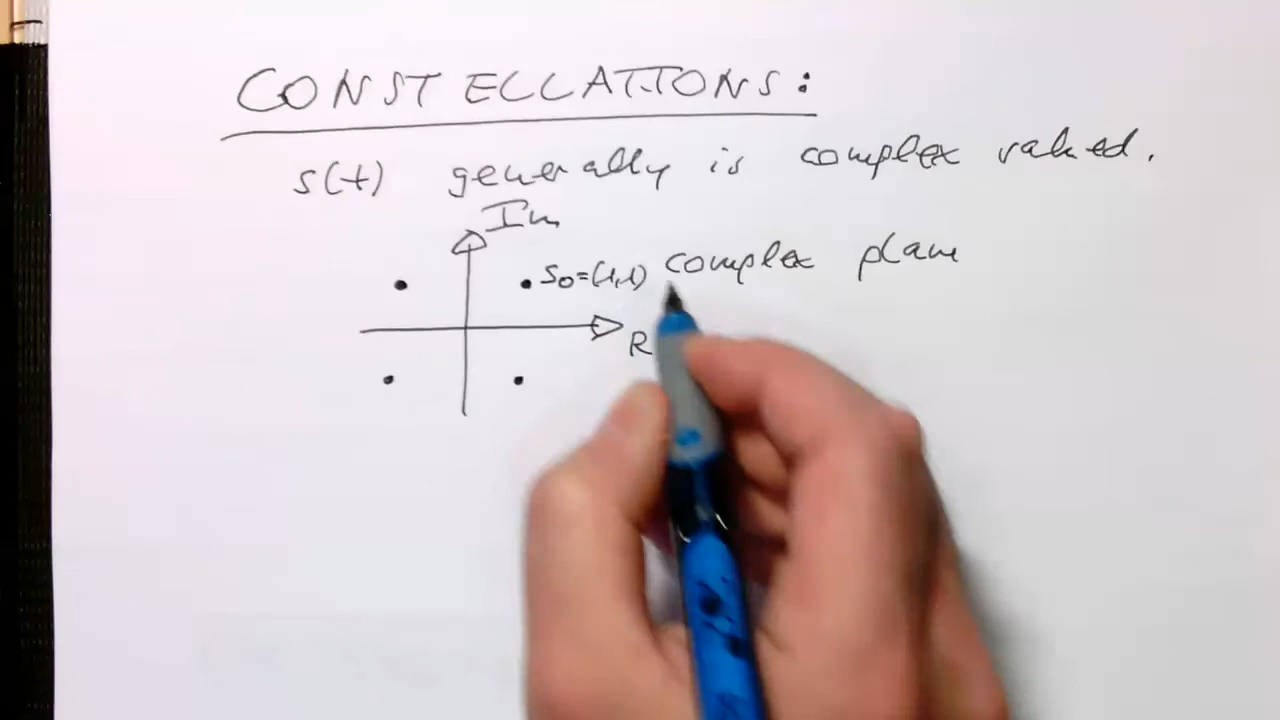 CONSTELLATIONS:
s(t) generally is complex valued.
Im
s0=(1,1) complex plane
R